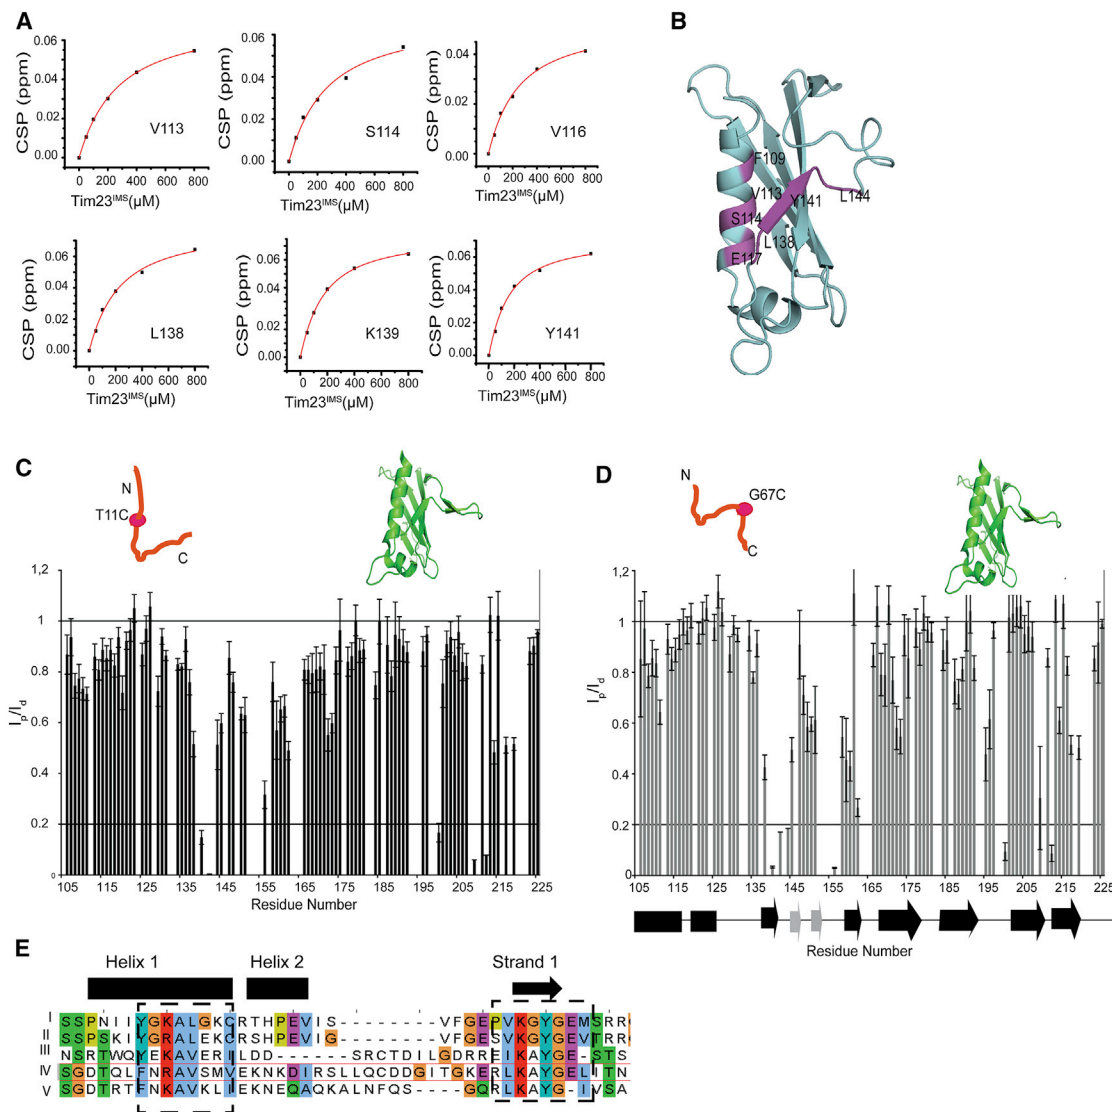 A
CSP (ppm)
0.06
0.04
0.02
0.00
V113
0 200 400 600 800
Tim23IMS(µM)
CSP (ppm)
0.06
0.04
0.02
0.00
S114
0 200 400 600 800
Tim23IMS(µM)
CSP (ppm)
0.04
0.02
0.00
V116
0 200 400 600 800
Tim23IMS(µM)
CSP (ppm)
0.06
0.04
0.02
0.00
L138
0 200 400 600 800
Tim23IMS(µM)
CSP (ppm)
0.06
0.04
0.02
0.00
K139
0 200 400 600 800
Tim23IMS(µM)
CSP (ppm)
0.06
0.04
0.02
0.00
Y141
0 200 400 600 800
Tim23IMS(µM)
B
F109
V113
Y141
L144
S114
L138
E117
C
N
T11C
C
1,2
1
0.8
0.6
0.4
0.2
0
Ip/Id
105 115 125 135 145 155 165 175 185 195 205 215 225
Residue Number
D
N
G67C
C
1,2
1
0.8
0.6
0.4
0.2
0
Ip/Id
105 115 125 135 145 155 165 175 185 195 205 215 225
Residue Number
E
Helix 1 Helix 2 Strand 1
I SSPNIIYGKALGKCRTHPEVIS------VFGEPVKGYGEMSRR
II SSPSKIYGRALEKCRSHPEVIG------VFGESVKGYGEVTRR
III NSRTWQYEKAVERILDD--------SRCTDILGDRREIKAYGE-STS
IV SGDTQLFNRAVSMVEKNKDIRSLLQCDDGITGKERLKAYGELITN
V SGDTRTFNKAVKLIEKNEQAQKALNFQS----GQRLKAYG-IVSA